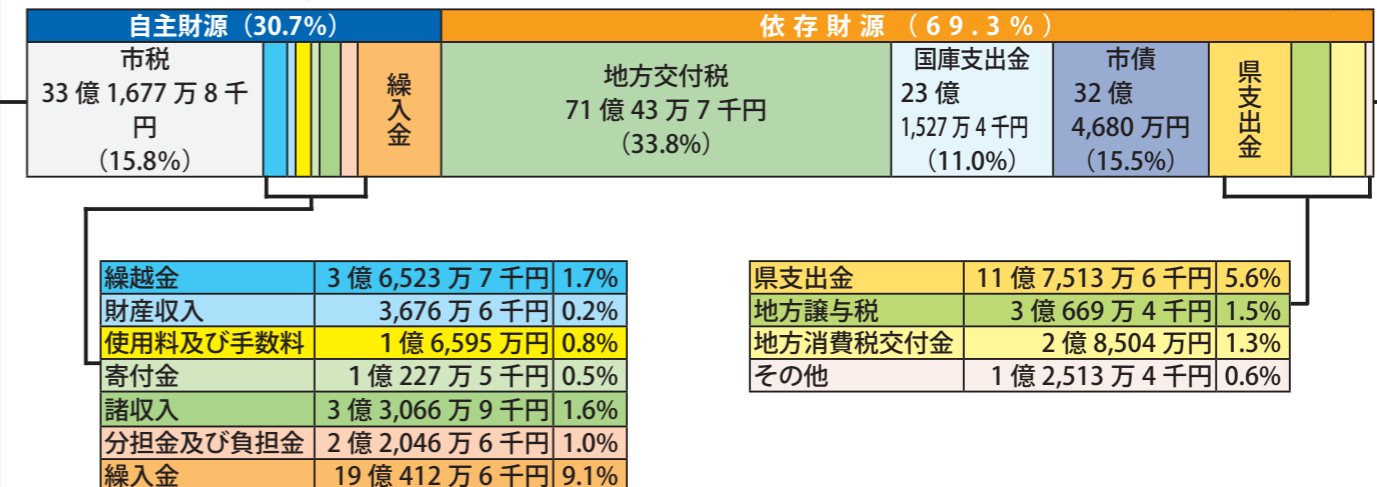 自主財源（30.7%）
依存財源（69.3%）
市税
33億1,677万8千
円
（15.8%）
繰入金
地方交付税
71億43万7千円
（33.8%）
国庫支出金
23億
1,527万4千円
（11.0%）
市債
32億
4,680万円
（15.5%）
県支出金
繰越金 3億6,523万7千円 1.7%
財産収入 3,676万6千円 0.2%
使用料及び手数料 1億6,595万円 0.8%
寄付金 1億227万5千円 0.5%
諸収入 3億3,066万9千円 1.6%
分担金及び負担金 2億2,046万6千円 1.0%
繰入金 19億412万6千円 9.1%
県支出金 11億7,513万6千円 5.6%
地方譲与税 3億669万4千円 1.5%
地方消費税交付金 2億8,504万円 1.3%
その他 1億2,513万4千円 0.6%